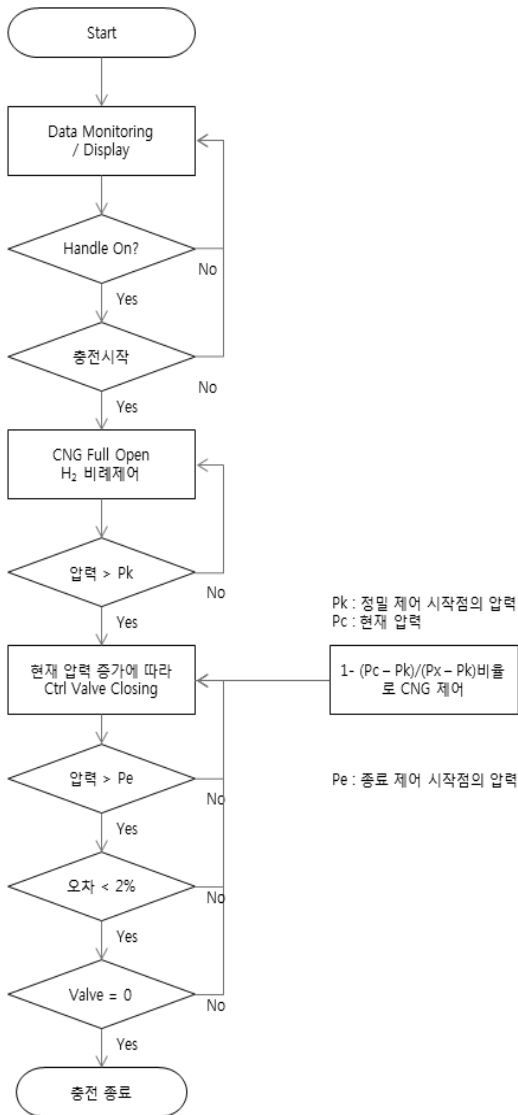 Start
Data Monitoring
/ Display
Handle On?
No
Yes
충전시작
No
Yes
CNG Full Open
H₂ 비례제어
압력 > Pk
No
Yes
Pk : 정밀 제어 시작점의 압력
Pc : 현재 압력
현재 압력 증가에 따라
Ctrl Valve Closing
1- (Pc – Pk)/(Px – Pk)비율
로 CNG 제어
압력 > Pe
No
Yes
Pe : 종료 제어 시작점의 압력
오차 < 2%
No
Yes
Valve = 0
No
Yes
충전 종료